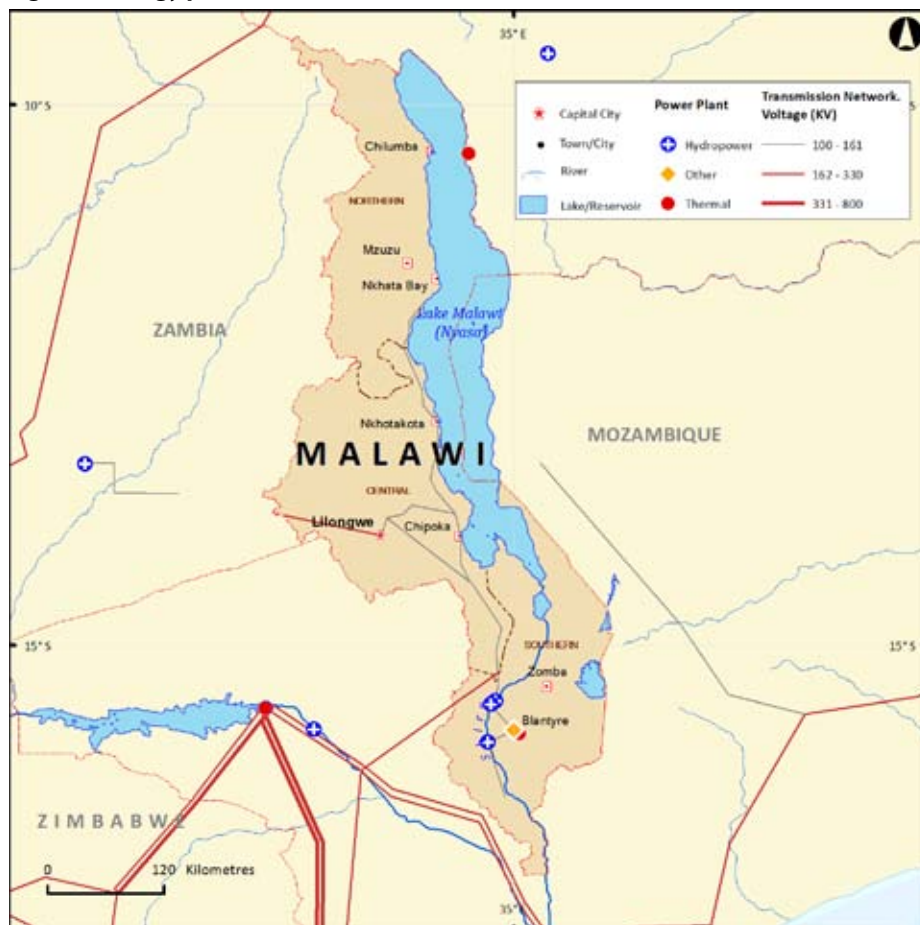 35°E
10°S
Capital City
Town/City
River
Lake/Reservoir
Power Plant
Hydropower
Other
Thermal
Transmission Network.
Voltage (KV)
100 - 161
162 - 330
331 - 800
Chilumba
NORTHERN
Mzuzu
Nkhata Bay
ZAMBIA
Lake Malawi
(Nyasa)
Nkhotakota
MOZAMBIQUE
MALAWI
CENTRAL
Lilongwe
Chipoka
15°S
15°S
SOUTHERN
Zomba
Blantyre
ZIMBABWE
0 120 Kilometres
35°E